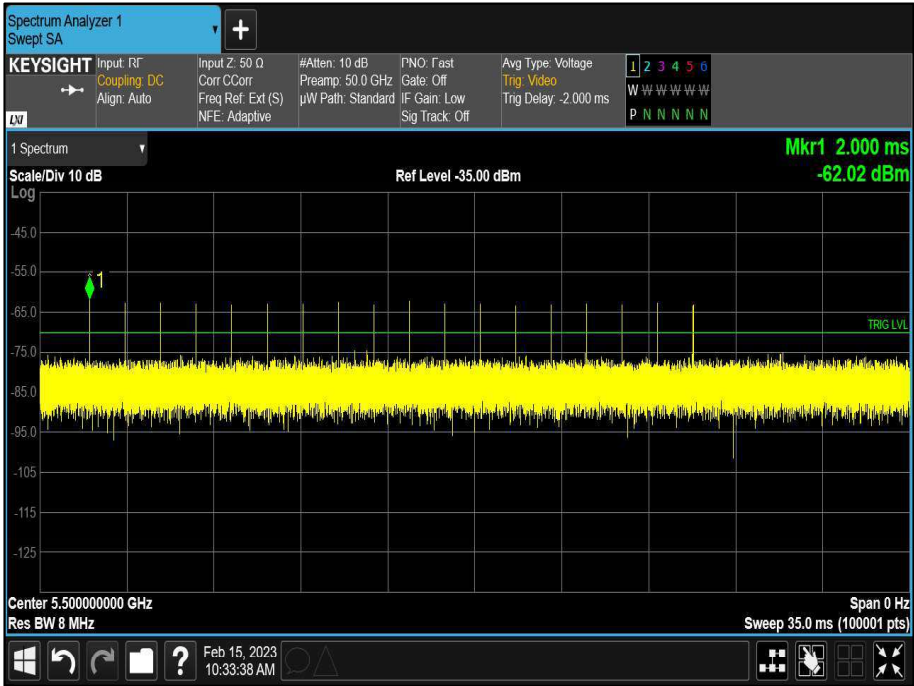 Spectrum Analyzer 1
Swept SA
+
KEYSIGHT
LXI
Input: RF
Coupling: DC
Align: Auto
Input Z: 50 Ω
Corr CCorr
Freq Ref: Ext (S)
NFE: Adaptive
#Atten: 10 dB
Preamp: 50.0 GHz
µW Path: Standard
PNO: Fast
Gate: Off
IF Gain: Low
Sig Track: Off
Avg Type: Voltage
Trig: Video
Trig Delay: -2.000 ms
1 2 3 4 5 6
W W W W W W
P N N N N N
1 Spectrum
Mkr1 2.000 ms
Scale/Div 10 dB
Ref Level -35.00 dBm
-62.02 dBm
Log
-45.0
-55.0
1
-65.0
TRIG LVL
-75.0
-85.0
-95.0
-105
-115
-125
Center 5.500000000 GHz
Span 0 Hz
Res BW 8 MHz
Sweep 35.0 ms (100001 pts)
?
Feb 15, 2023
10:33:38 AM